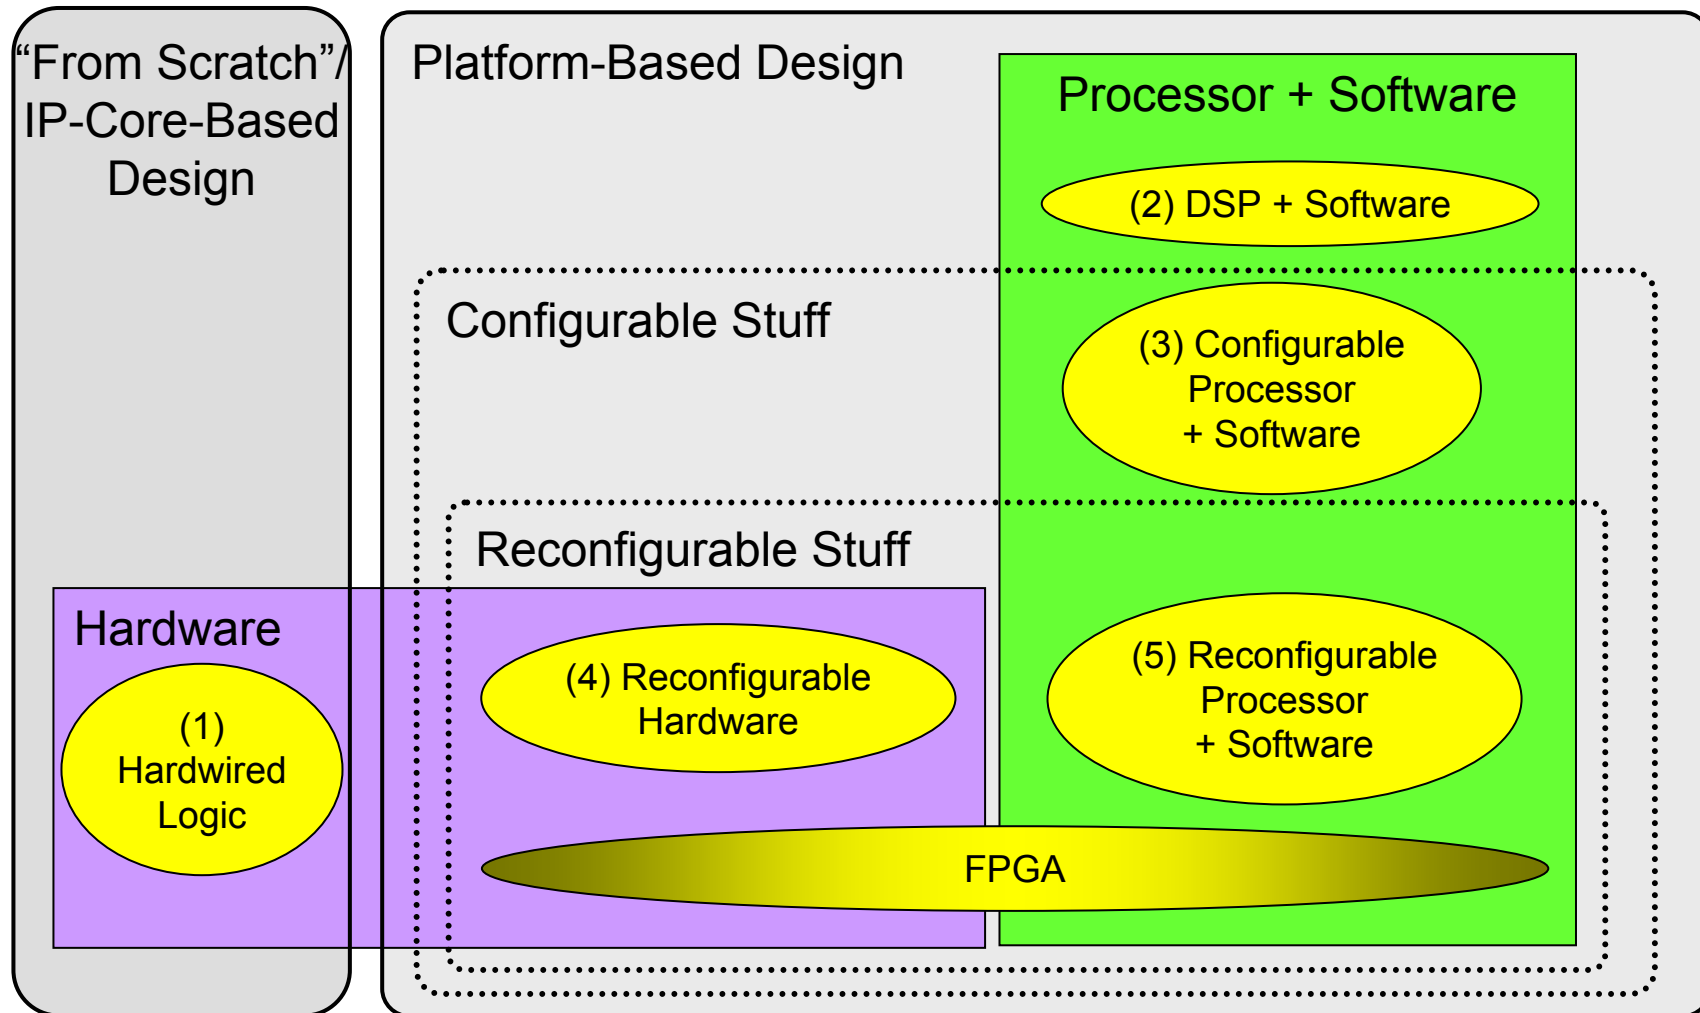 “From Scratch”/
IP-Core-Based
Design
Platform-Based Design
Processor + Software
(2) DSP + Software
Configurable Stuff
(3) Configurable
Processor
+ Software
Reconfigurable Stuff
Hardware
(1)
Hardwired
Logic
(4) Reconfigurable
Hardware
(5) Reconfigurable
Processor
+ Software
FPGA